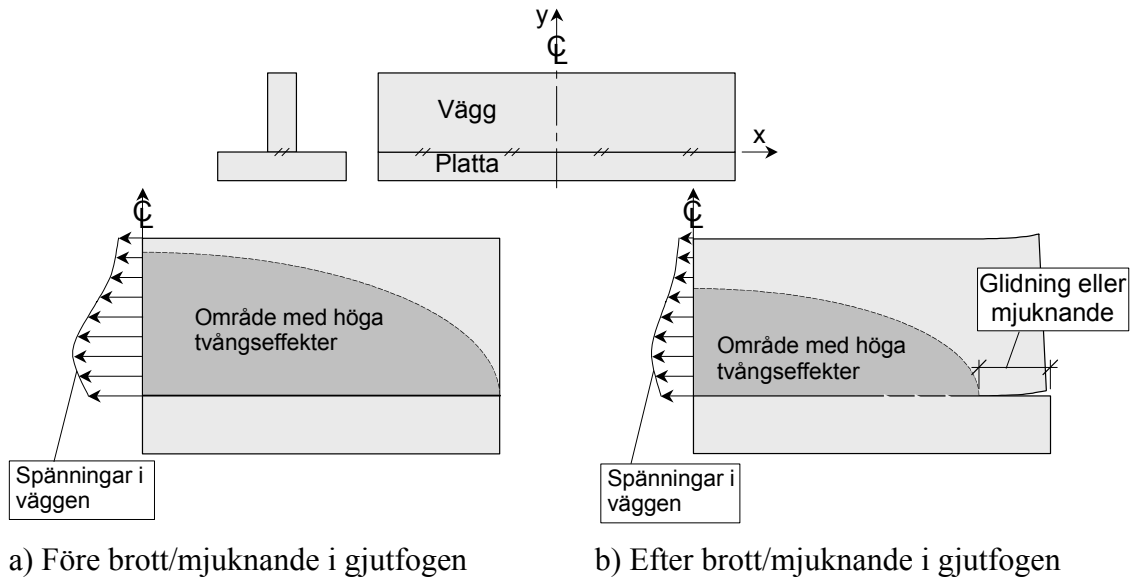 y
℄
Vägg
x
Platta
℄
Område med höga
tvångseffekter
Spänningar i
väggen
℄
Glidning eller
mjuknande
Område med höga
tvångseffekter
Spänningar i
väggen
a) Före brott/mjuknande i gjutfogen
b) Efter brott/mjuknande i gjutfogen